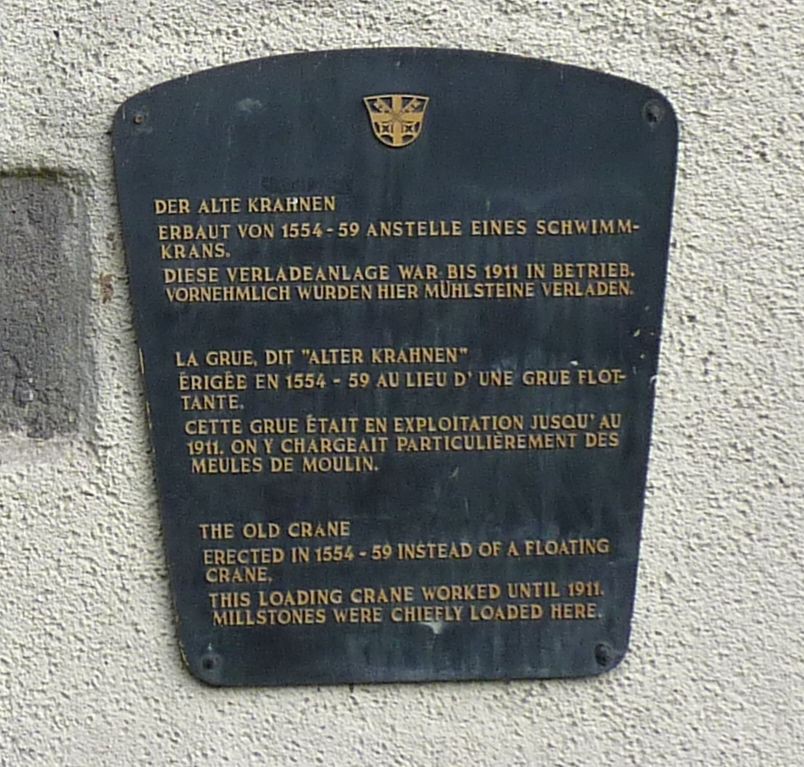 DER ALTE KRAHNEN
ERBAUT VON 1554-59 ANSTELLE EINES SCHWIMM-
KRANS.
DIESE VERLADEANLAGE WAR BIS 1911 IN BETRIEB.
VORNEHMLICH WURDEN HIER MÜHLSTEINE VERLADEN.
LA GRUE, DIT "ALTER KRAHNEN"
ÉRIGÉE EN 1554 - 59 AU LIEU D' UNE GRUE FLOT-
TANTE.
CETTE GRUE ÉTAIT EN EXPLOITATION JUSQU' AU
1911. ON Y CHARGEAIT PARTICULIÈREMENT DES
MEULES DE MOULIN.
THE OLD CRANE
ERECTED IN 1554 - 59 INSTEAD OF A FLOATING
CRANE.
THIS LOADING CRANE WORKED UNTIL 1911.
MILLSTONES WERE CHIEFLY LOADED HERE.